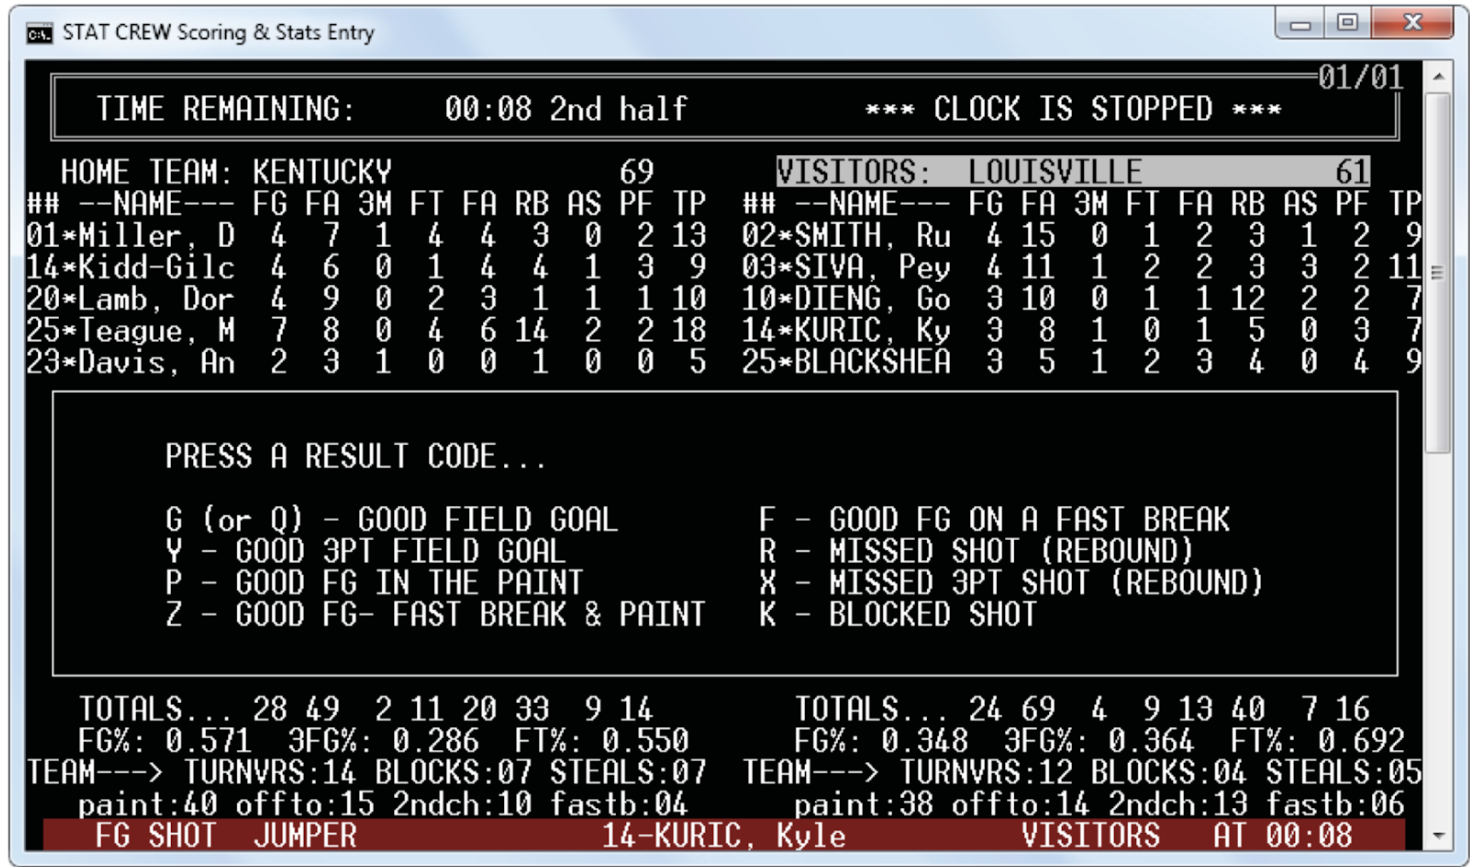 STAT CREW Scoring & Stats Entry
01/01
TIME REMAINING: 00:08 2nd half *** CLOCK IS STOPPED ***
HOME TEAM: KENTUCKY 69 VISITORS: LOUISVILLE 61
## --NAME--- FG FA 3M FT FA RB AS PF TP ## --NAME--- FG FA 3M FT FA RB AS PF TP
01*Miller, D 4 7 1 4 4 3 0 2 13 02*SMITH, Ru 4 15 0 1 2 3 1 2 9
14*Kidd-Gilc 4 6 0 1 4 4 1 3 9 03*SIVA, Pey 4 11 1 2 2 3 3 2 11
20*Lamb, Dor 4 9 0 2 3 1 1 1 10 10*DIENG, Go 3 10 0 1 1 12 2 2 7
25*Teague, M 7 8 0 4 6 14 2 2 18 14*KURIC, Ky 3 8 1 0 1 5 0 3 7
23*Davis, An 2 3 1 0 0 1 0 0 5 25*BLACKSHEA 3 5 1 2 3 4 0 4 9
PRESS A RESULT CODE...
G (or Q) - GOOD FIELD GOAL F - GOOD FG ON A FAST BREAK
Y - GOOD 3PT FIELD GOAL R - MISSED SHOT (REBOUND)
P - GOOD FG IN THE PAINT X - MISSED 3PT SHOT (REBOUND)
Z - GOOD FG- FAST BREAK & PAINT K - BLOCKED SHOT
TOTALS... 28 49 2 11 20 33 9 14 TOTALS... 24 69 4 9 13 40 7 16
FG%: 0.571 3FG%: 0.286 FT%: 0.550 FG%: 0.348 3FG%: 0.364 FT%: 0.692
TEAM---> TURNVRS:14 BLOCKS:07 STEALS:07 TEAM---> TURNVRS:12 BLOCKS:04 STEALS:05
paint:40 offto:15 2ndch:10 fastb:04 paint:38 offto:14 2ndch:13 fastb:06
FG SHOT JUMPER 14-KURIC, Kyle VISITORS AT 00:08